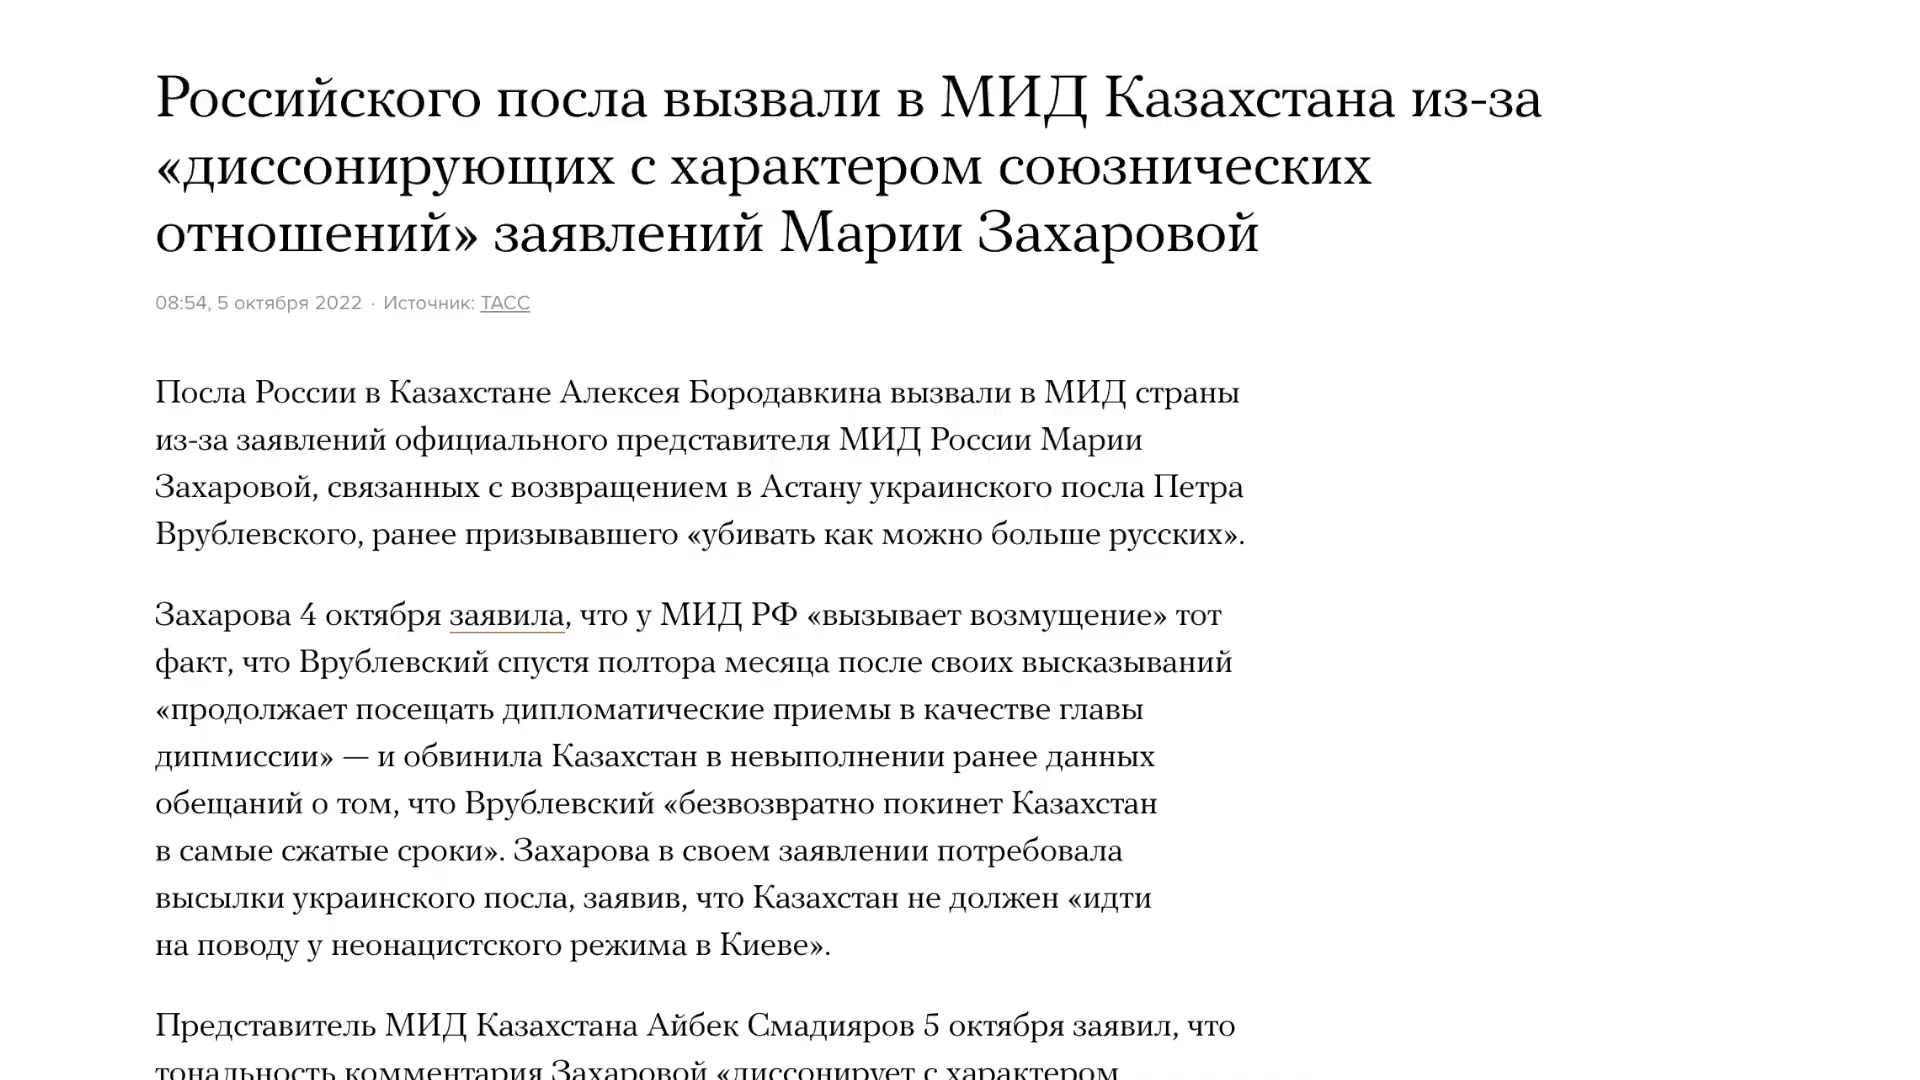 Российского посла вызвали в МИД Казахстана из-за
«диссонирующих с характером союзнических
отношений» заявлений Марии Захаровой
08:54, 5 октября 2022 · Источник: ТАСС
Посла России в Казахстане Алексея Бородавкина вызвали в МИД страны
из-за заявлений официального представителя МИД России Марии
Захаровой, связанных с возвращением в Астану украинского посла Петра
Врублевского, ранее призывавшего «убивать как можно больше русских».
Захарова 4 октября заявила, что у МИД РФ «вызывает возмущение» тот
факт, что Врублевский спустя полтора месяца после своих высказываний
«продолжает посещать дипломатические приемы в качестве главы
дипмиссии» — и обвинила Казахстан в невыполнении ранее данных
обещаний о том, что Врублевский «безвозвратно покинет Казахстан
в самые сжатые сроки». Захарова в своем заявлении потребовала
высылки украинского посла, заявив, что Казахстан не должен «идти
на поводу у неонацистского режима в Киеве».
Представитель МИД Казахстана Айбек Смадияров 5 октября заявил, что
тональность комментария Захаровой «диссонирует с характером